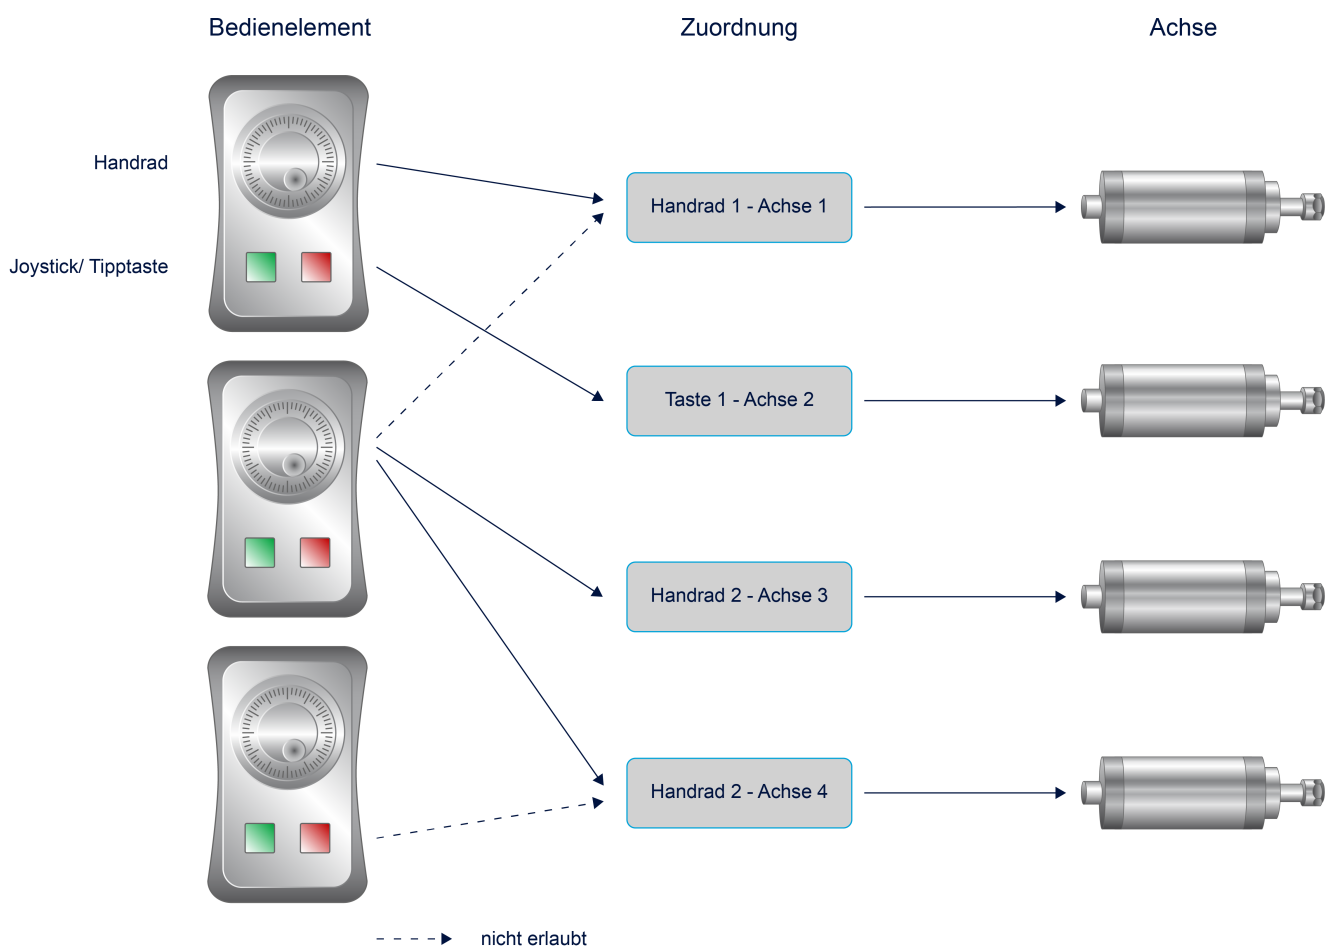 Bedienelement
Zuordnung
Achse
Handrad
Handrad 1 - Achse 1
Joystick/ Tipptaste
Taste 1 - Achse 2
Handrad 2 - Achse 3
Handrad 2 - Achse 4
nicht erlaubt